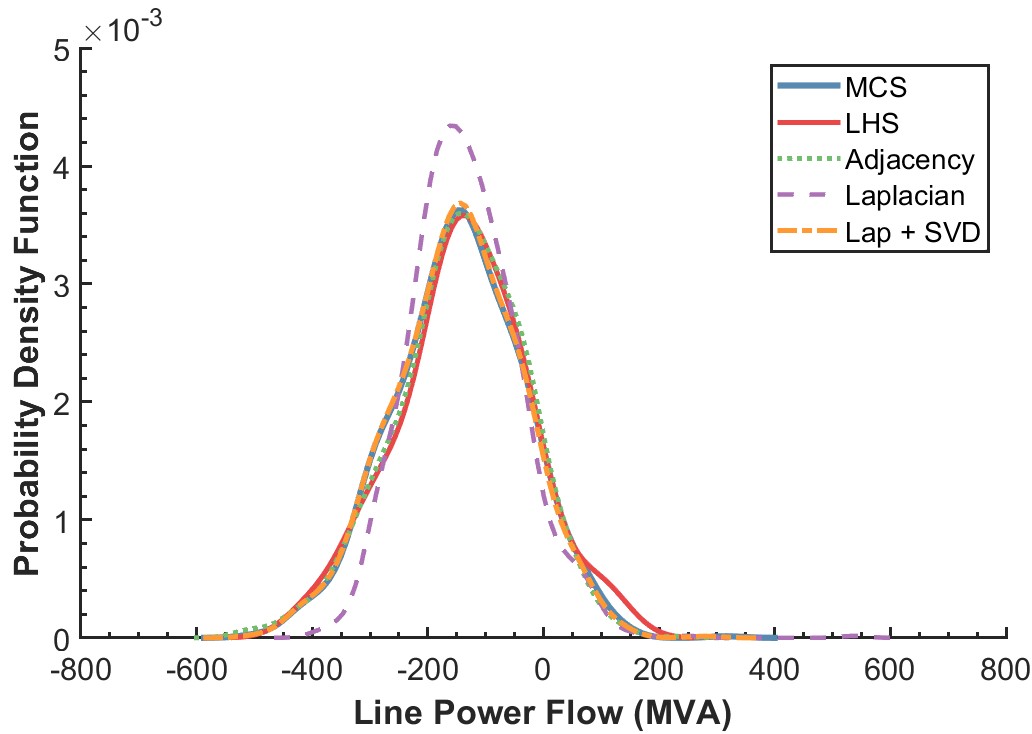 ×10⁻³
5
4
3
2
1
0
-800 -600 -400 -200 0 200 400 600 800
Probability Density Function
Line Power Flow (MVA)
MCS
LHS
Adjacency
Laplacian
Lap + SVD